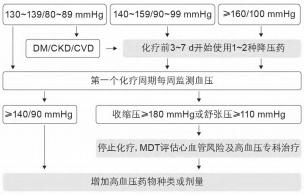 130~139/80~89 mmHg
140~159/90~99 mmHg
≥160/100 mmHg
DM/CKD/CVD
化疗前3~7 d开始使用1~2种降压药
第一个化疗周期每周监测血压
≥140/90 mmHg
收缩压≥180 mmHg或舒张压≥110 mmHg
停止化疗, MDT评估心血管风险及高血压专科治疗
增加高血压药物种类或剂量